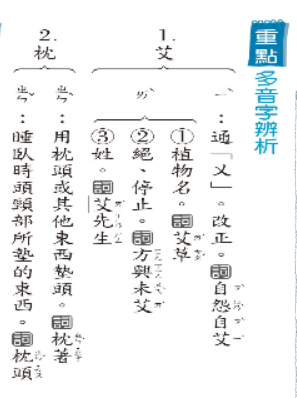 重點 多音字辨析
1.
艾
ㄧˋ：通「乂」。改正。詞自怨自艾
ㄞˋ
①植物名。詞艾草
②絕、停止。詞方興未艾
③姓。詞艾先生
2.
枕
ㄓㄣˋ：用枕頭或其他東西墊頭。詞枕著
ㄓㄣˇ：睡臥時頭頸部所墊的東西。詞枕頭